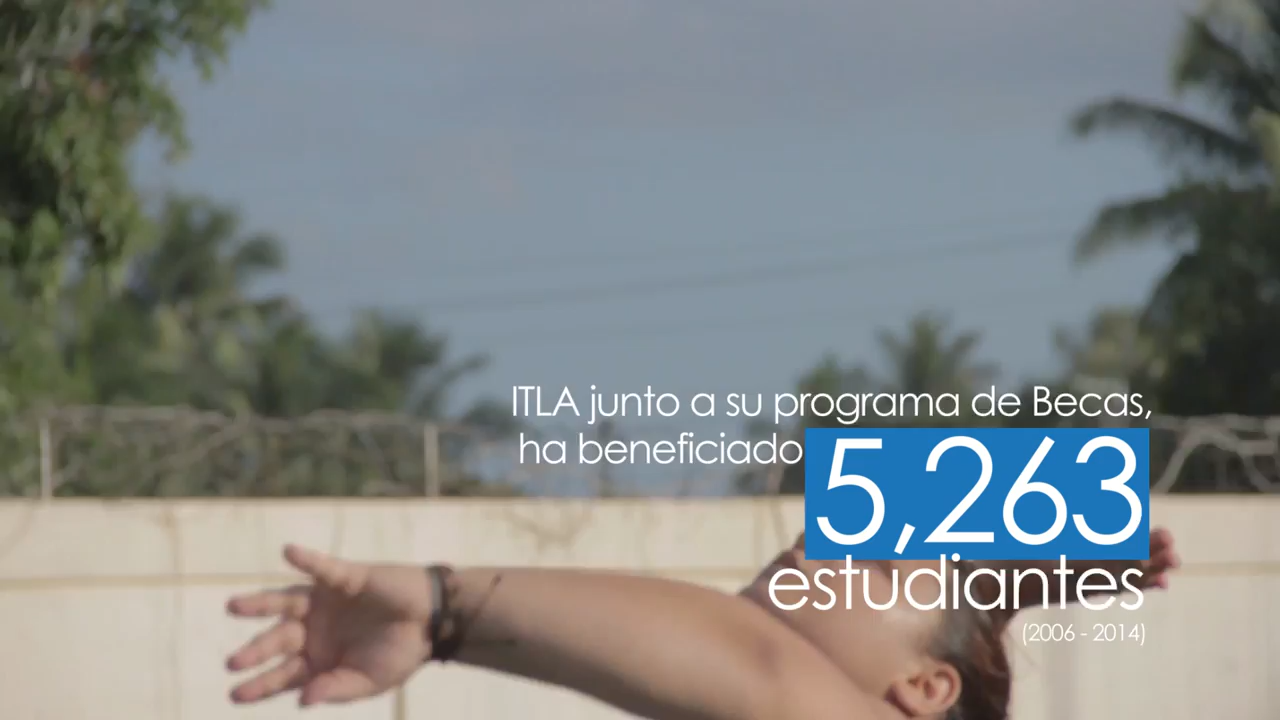 ITLA junto a su programa de Becas,
ha beneficiado 5,263
estudiantes
(2006 - 2014)